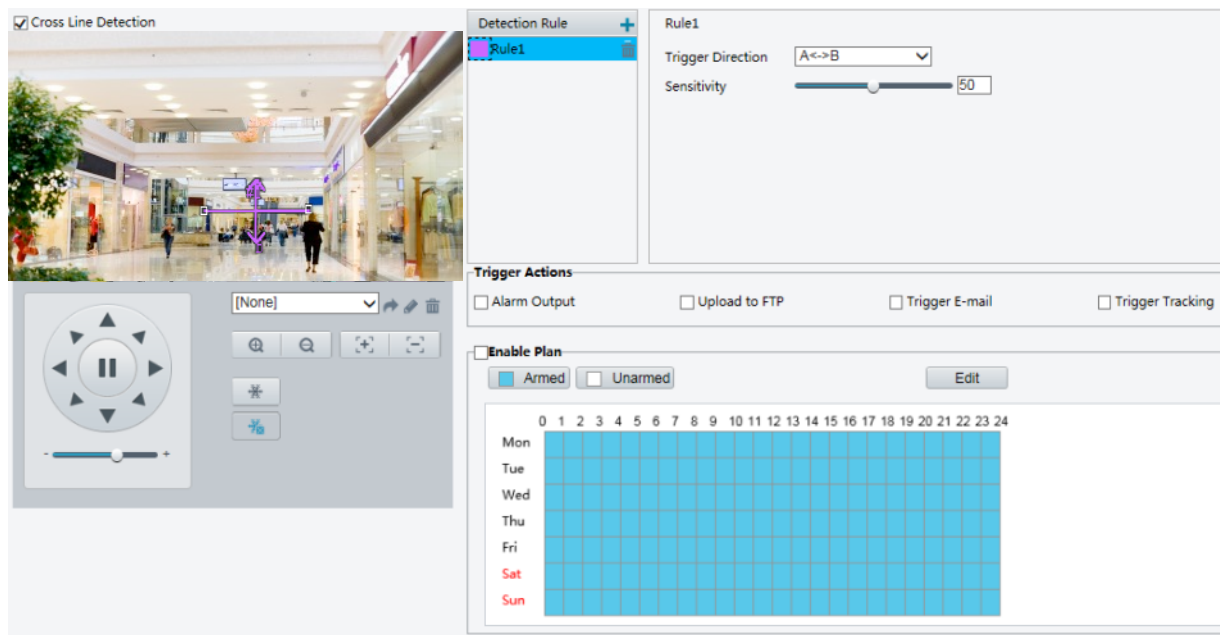 Cross Line Detection
Detection Rule
Rule1
Rule1
Trigger Direction A<->B
Sensitivity 50
[None]
Trigger Actions
Alarm Output Upload to FTP Trigger E-mail Trigger Tracking
Enable Plan
Armed Unarmed Edit
0 1 2 3 4 5 6 7 8 9 10 11 12 13 14 15 16 17 18 19 20 21 22 23 24
Mon
Tue
Wed
Thu
Fri
Sat
Sun
- +